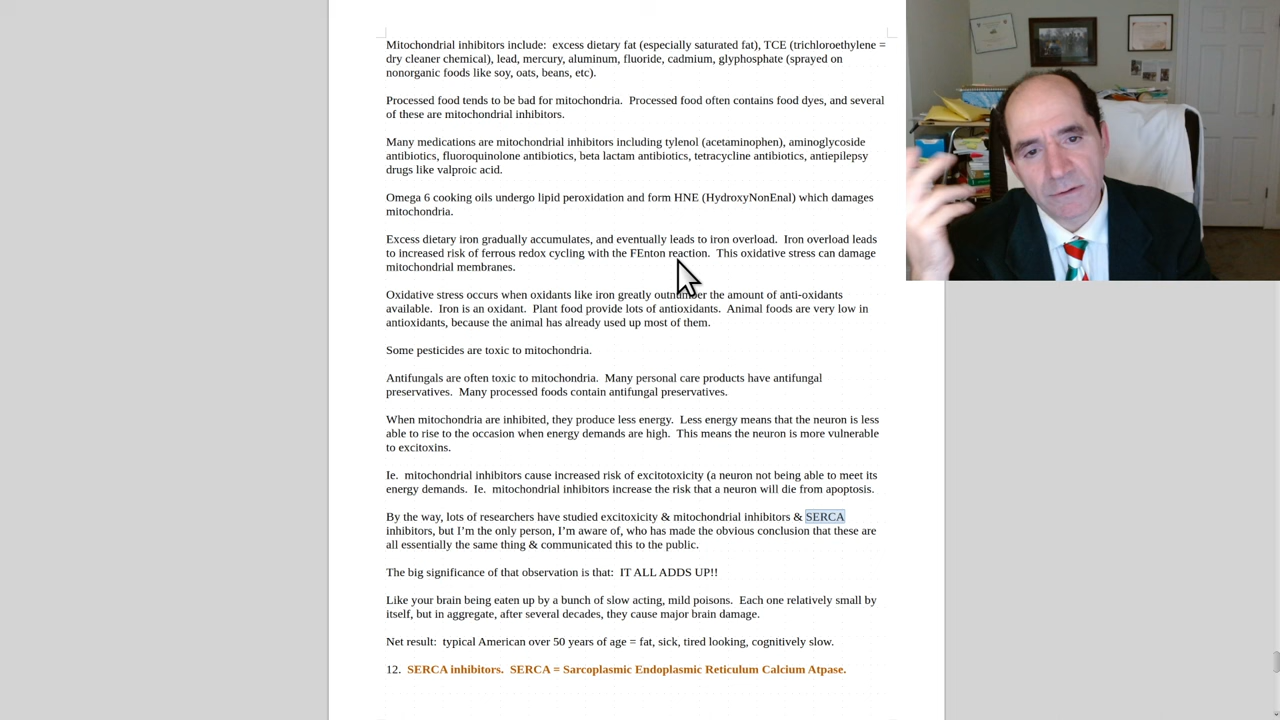 Mitochondrial inhibitors include:  excess dietary fat (especially saturated fat), TCE (trichloroethylene =
dry cleaner chemical), lead, mercury, aluminum, fluoride, cadmium, glyphosate (sprayed on
nonorganic foods like soy, oats, beans, etc).
Processed food tends to be bad for mitochondria.  Processed food often contains food dyes, and several
of these are mitochondrial inhibitors.
Many medications are mitochondrial inhibitors including tylenol (acetaminophen), aminoglycoside
antibiotics, fluoroquinolone antibiotics, beta lactam antibiotics, tetracycline antibiotics, antiepilepsy
drugs like valproic acid.
Omega 6 cooking oils undergo lipid peroxidation and form HNE (HydroxyNonEnal) which damages
mitochondria.
Excess dietary iron gradually accumulates, and eventually leads to iron overload.  Iron overload leads
to increased risk of ferrous redox cycling with the FEnton reaction.  This oxidative stress can damage
mitochondrial membranes.
Oxidative stress occurs when oxidants like iron greatly outnumber the amount of anti-oxidants
available.  Iron is an oxidant.  Plant food provide lots of antioxidants.  Animal foods are very low in
antioxidants, because the animal has already used up most of them.
Some pesticides are toxic to mitochondria.
Antifungals are often toxic to mitochondria.  Many personal care products have antifungal
preservatives.  Many processed foods contain antifungal preservatives.
When mitochondria are inhibited, they produce less energy.  Less energy means that the neuron is less
able to rise to the occasion when energy demands are high.  This means the neuron is more vulnerable
to excitoxins.
Ie.  mitochondrial inhibitors cause increased risk of excitotoxicity (a neuron not being able to meet its
energy demands.  Ie.  mitochondrial inhibitors increase the risk that a neuron will die from apoptosis.
By the way, lots of researchers have studied excitoxicity & mitochondrial inhibitors & SERCA
inhibitors, but I'm the only person, I'm aware of, who has made the obvious conclusion that these are
all essentially the same thing & communicated this to the public.
The big significance of that observation is that:  IT ALL ADDS UP!!
Like your brain being eaten up by a bunch of slow acting, mild poisons.  Each one relatively small by
itself, but in aggregate, after several decades, they cause major brain damage.
Net result:  typical American over 50 years of age = fat, sick, tired looking, cognitively slow.
12.  SERCA inhibitors.  SERCA = Sarcoplasmic Endoplasmic Reticulum Calcium Atpase.